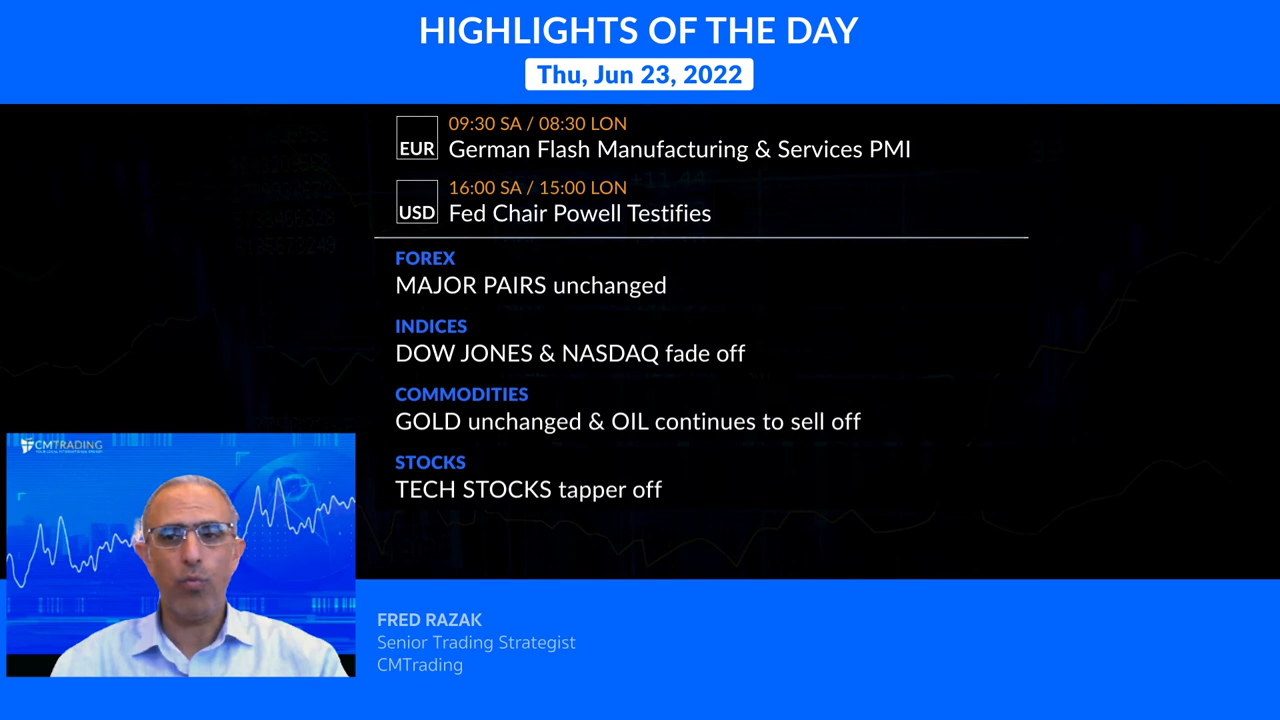 HIGHLIGHTS OF THE DAY
Thu, Jun 23, 2022
09:30 SA / 08:30 LON
EUR
German Flash Manufacturing & Services PMI
16:00 SA / 15:00 LON
USD
Fed Chair Powell Testifies
FOREX
MAJOR PAIRS unchanged
INDICES
DOW JONES & NASDAQ fade off
COMMODITIES
GOLD unchanged & OIL continues to sell off
STOCKS
TECH STOCKS tapper off
CMTRADING
FRED RAZAK
Senior Trading Strategist
CMTrading